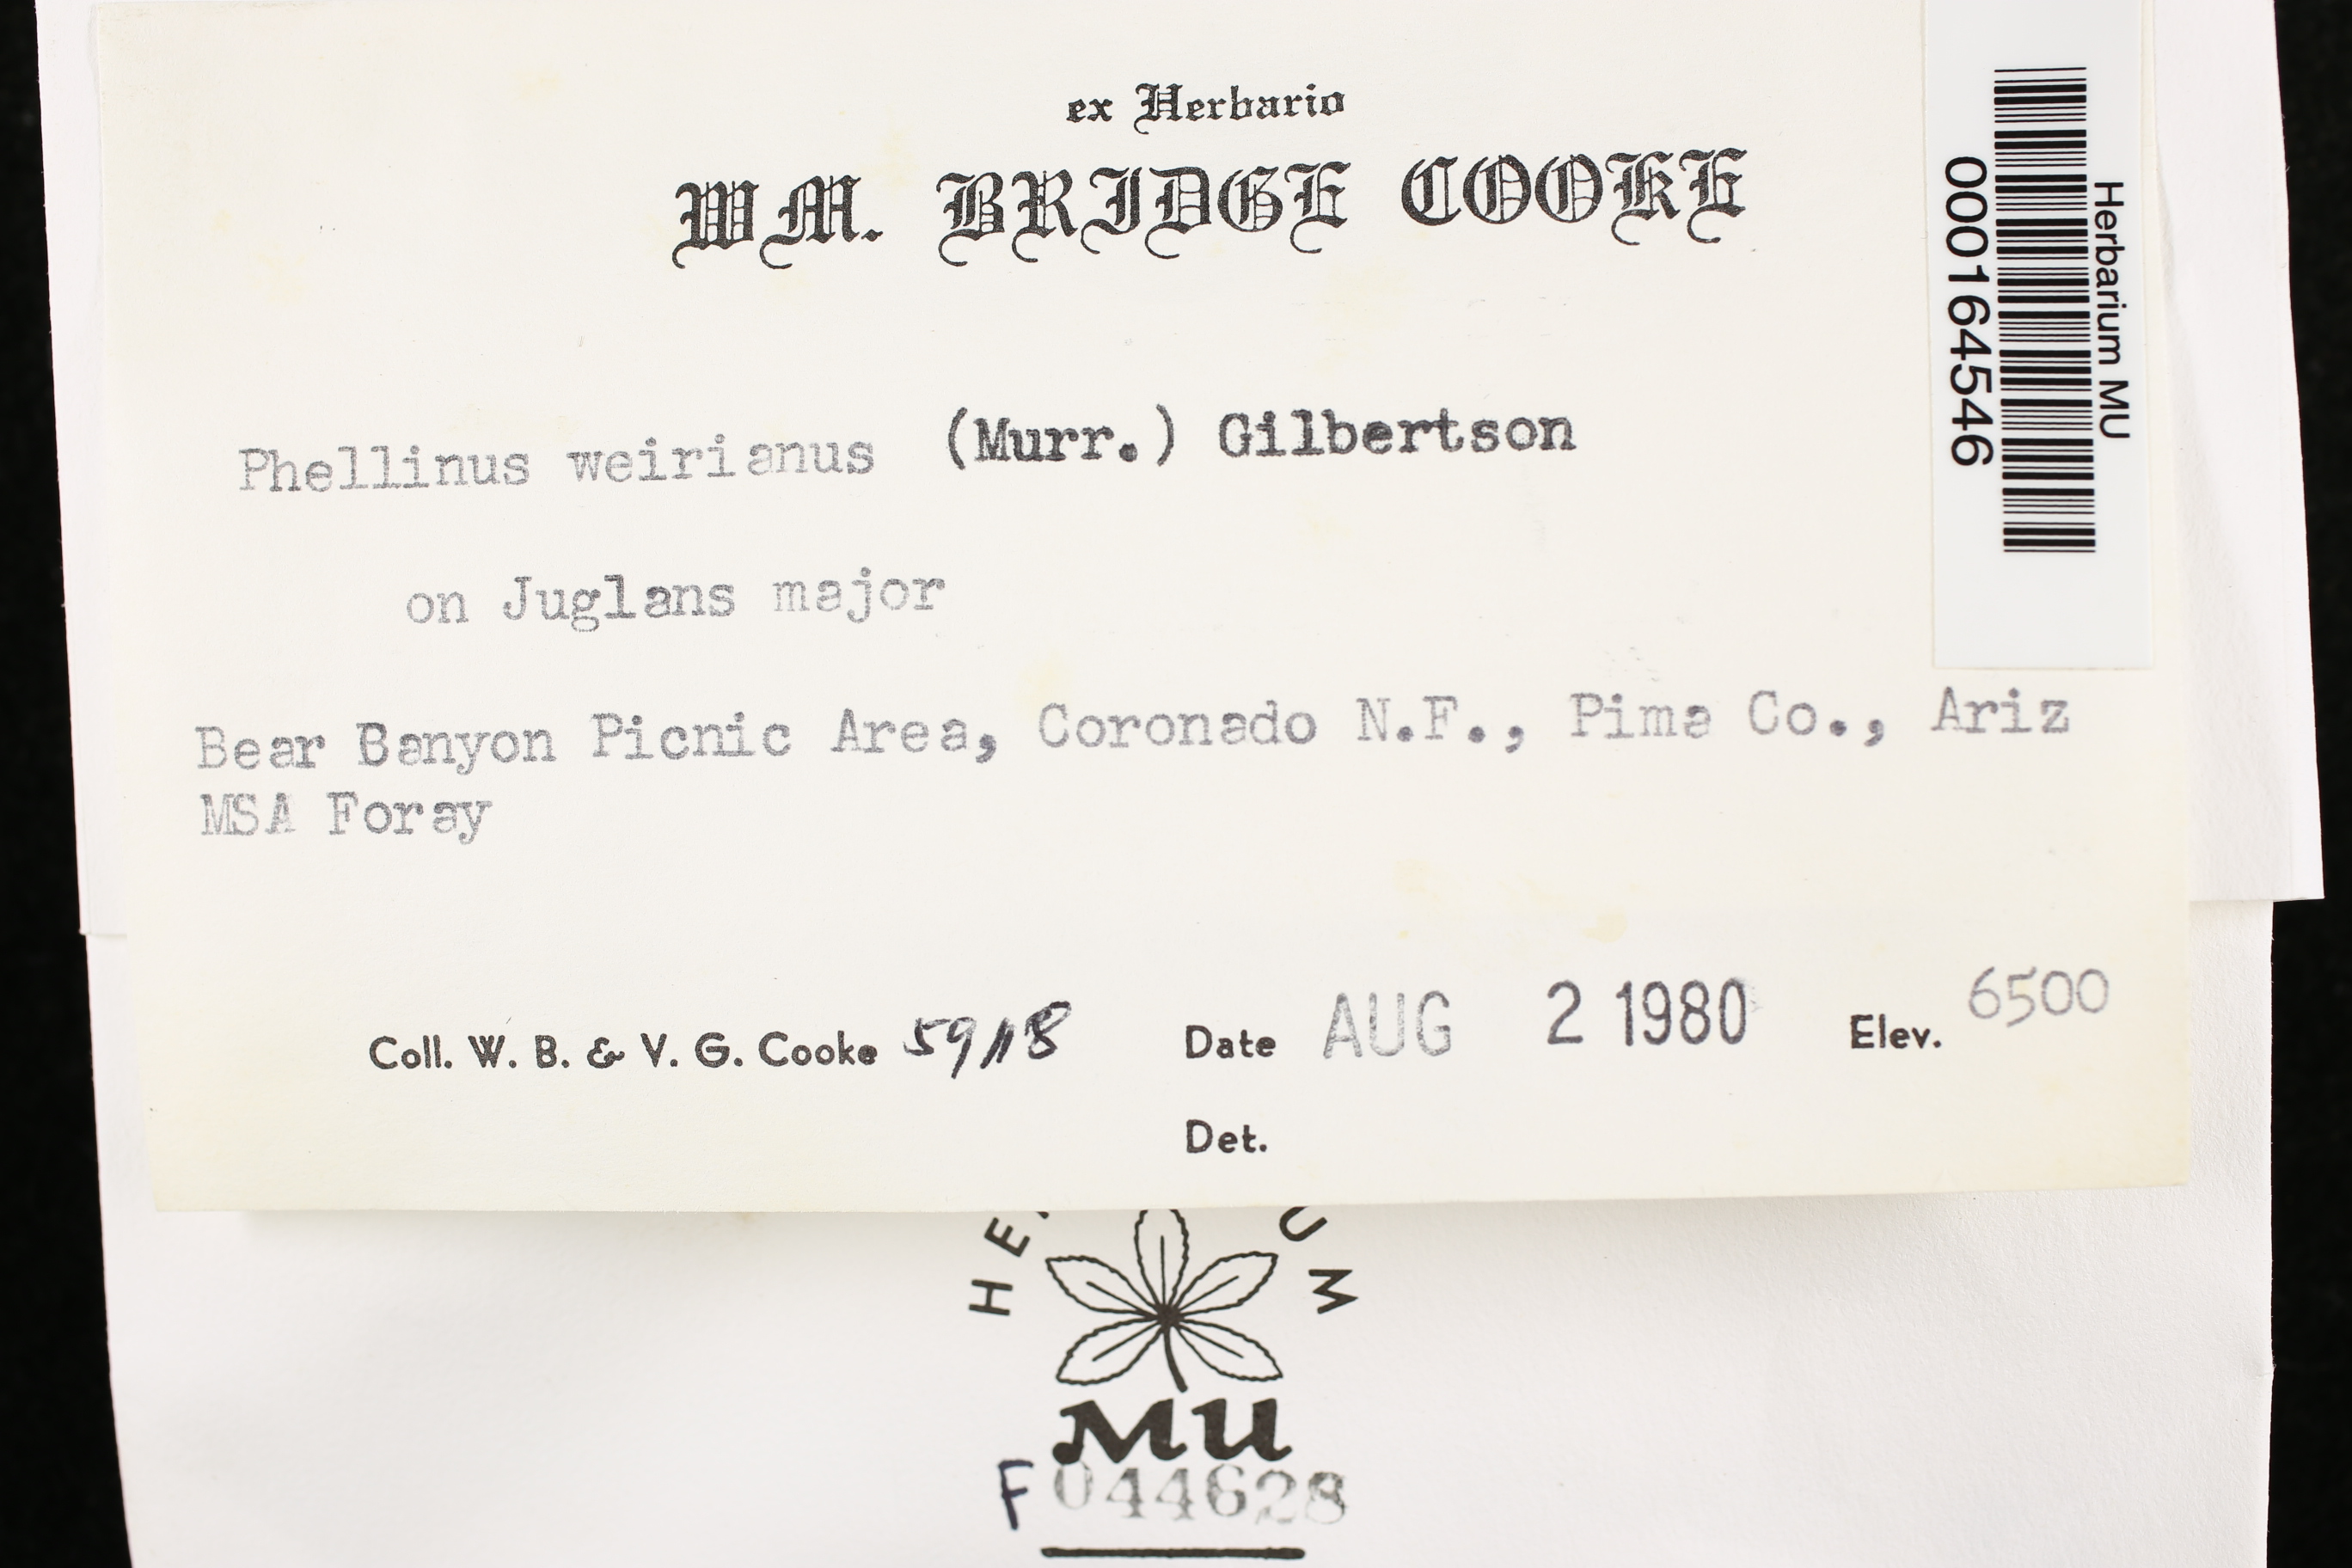 ex Herbario
WM. BRIDGE COOKE
Herbarium MU
000164546
Phellinus weirianus (Murr.) Gilbertson
on Juglans major
Bear Banyon Picnic Area, Coronado N.F., Pima Co., Ariz
MSA Foray
Coll. W. B. & V. G. Cooke 59118 Date AUG 2 1980 Elev. 6500
Det.
MU
F044628